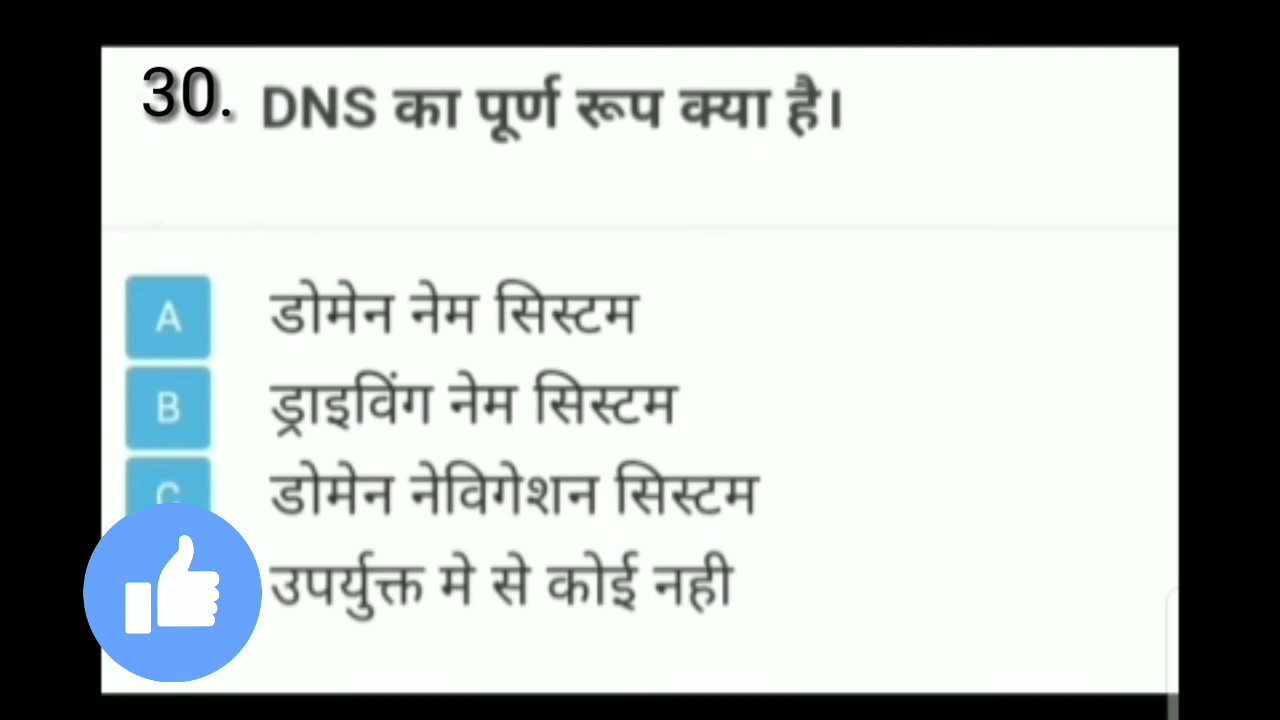 30. DNS का पूर्ण रूप क्या है।
A डोमेन नेम सिस्टम
B ड्राइविंग नेम सिस्टम
C डोमेन नेविगेशन सिस्टम
उपर्युक्त मे से कोई नही